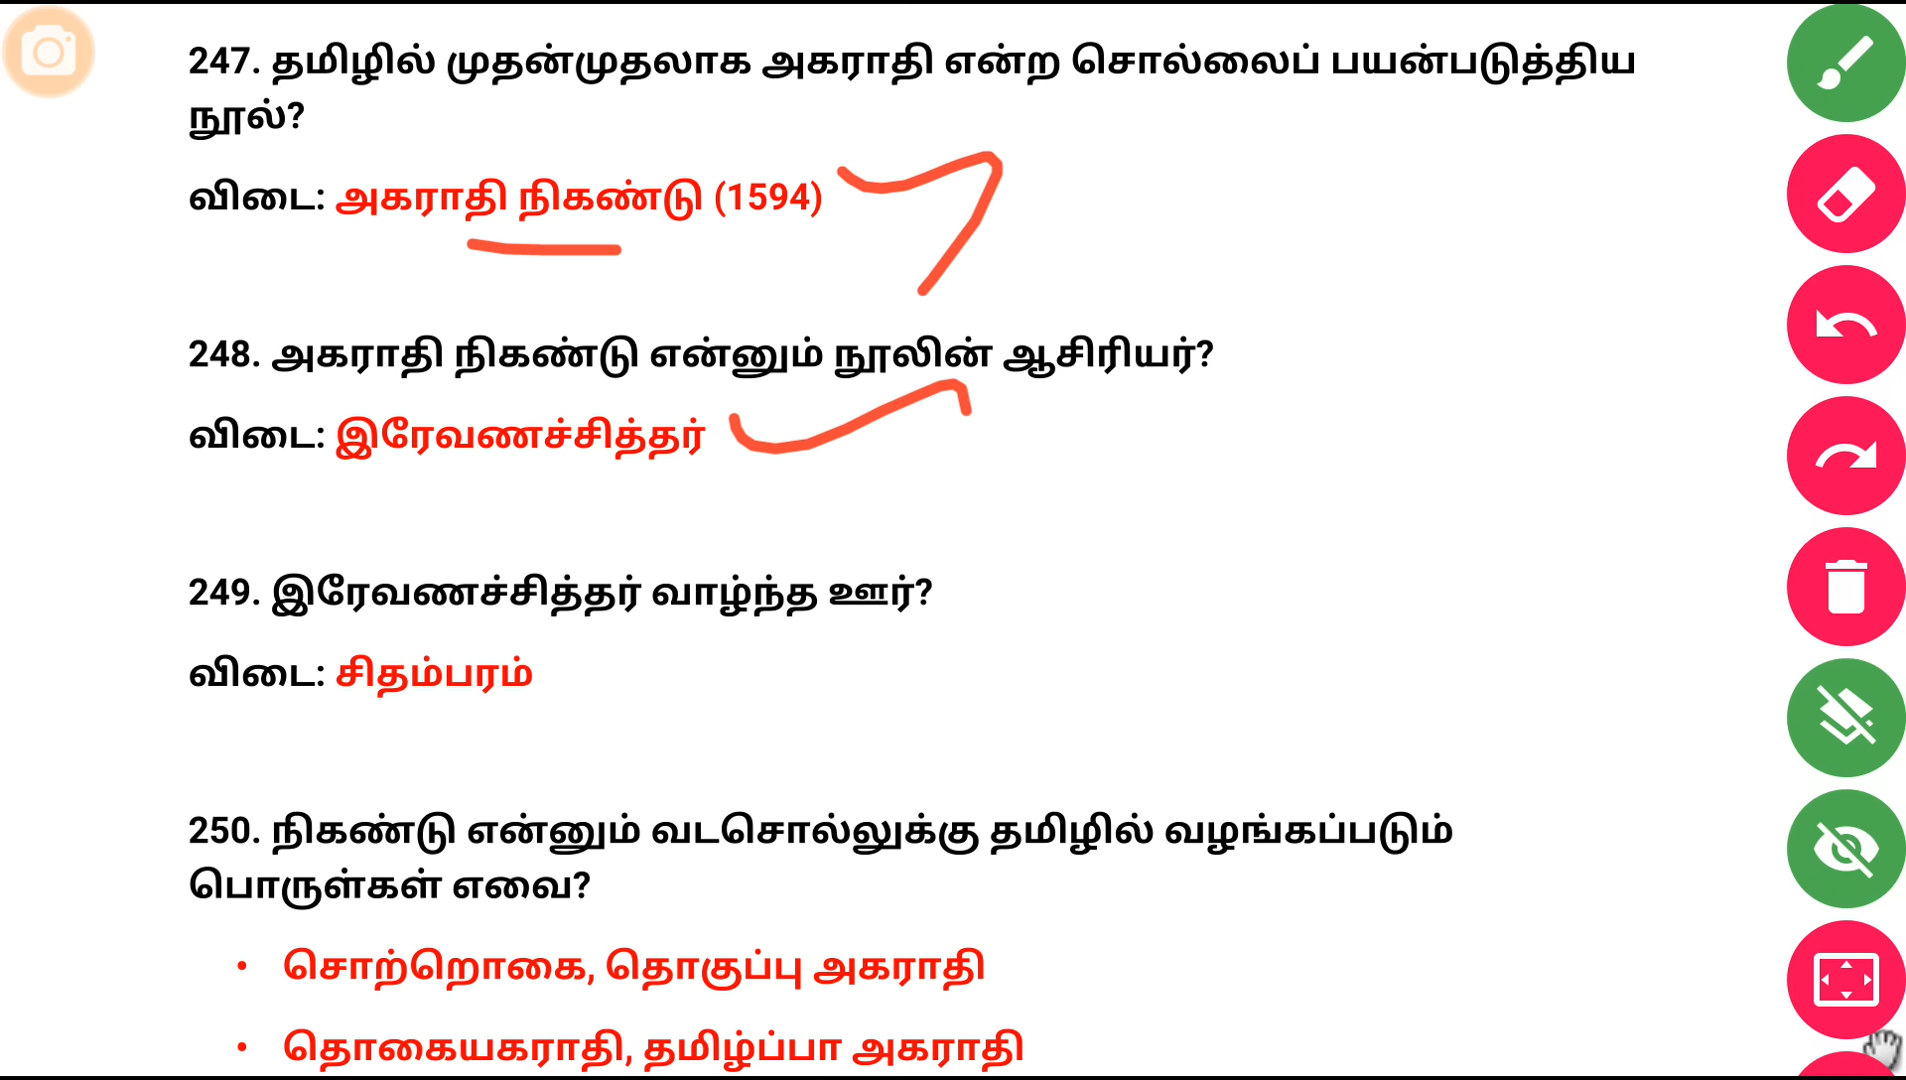 247. தமிழில் முதன்முதலாக அகராதி என்ற சொல்லைப் பயன்படுத்திய
நூல்?
விடை: அகராதி நிகண்டு (1594)
248. அகராதி நிகண்டு என்னும் நூலின் ஆசிரியர்?
விடை: இரேவணச்சித்தர்
249. இரேவணச்சித்தர் வாழ்ந்த ஊர்?
விடை: சிதம்பரம்
250. நிகண்டு என்னும் வடசொல்லுக்கு தமிழில் வழங்கப்படும்
பொருள்கள் எவை?
• சொற்றொகை, தொகுப்பு அகராதி
• தொகையகராதி, தமிழ்ப்பா அகராதி